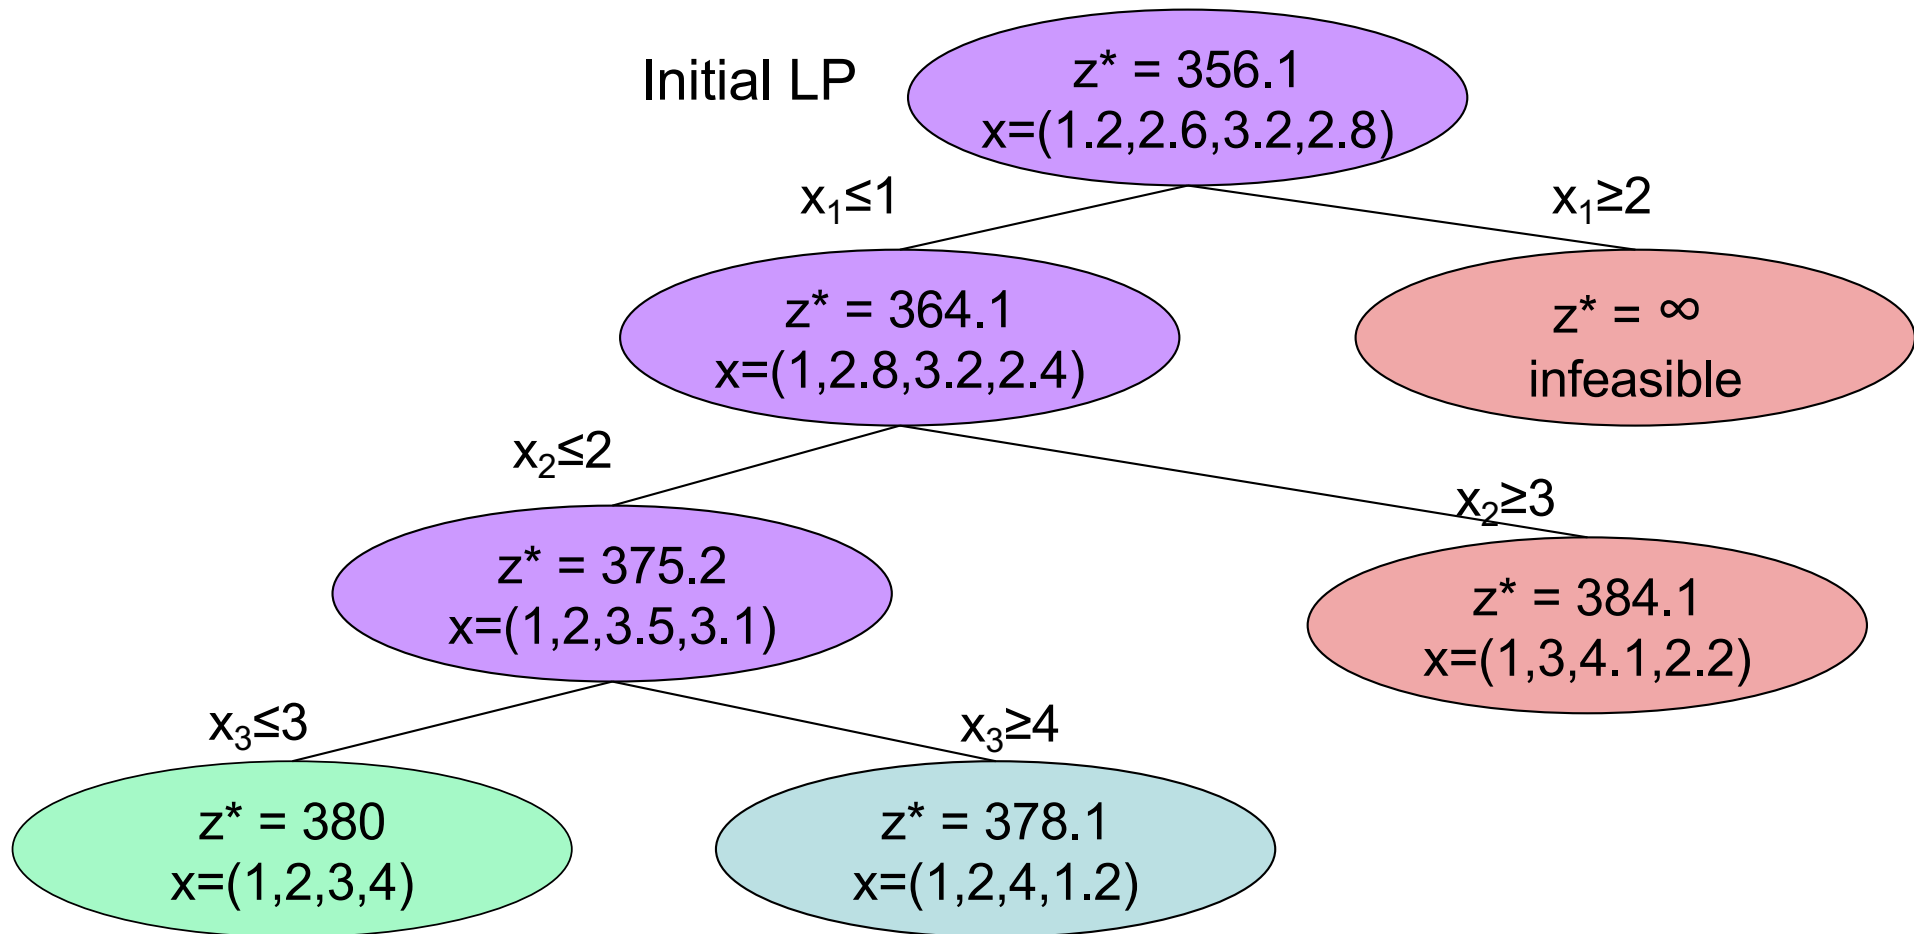 Initial LP
z* = 356.1
x=(1.2,2.6,3.2,2.8)
x₁≤1
x₁≥2
z* = 364.1
x=(1,2.8,3.2,2.4)
z* = ∞
infeasible
x₂≤2
x₂≥3
z* = 375.2
x=(1,2,3.5,3.1)
z* = 384.1
x=(1,3,4.1,2.2)
x₃≤3
x₃≥4
z* = 380
x=(1,2,3,4)
z* = 378.1
x=(1,2,4,1.2)